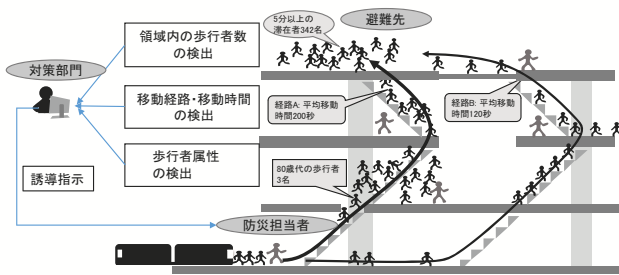 領域内の歩行者数
の検出
対策部門
移動経路・移動時間
の検出
歩行者属性
の検出
誘導指示
防災担当者
5分以上の
滞在者342名
避難先
経路A: 平均移動
時間200秒
経路B: 平均移動
時間120秒
80歳代の歩行者
3名